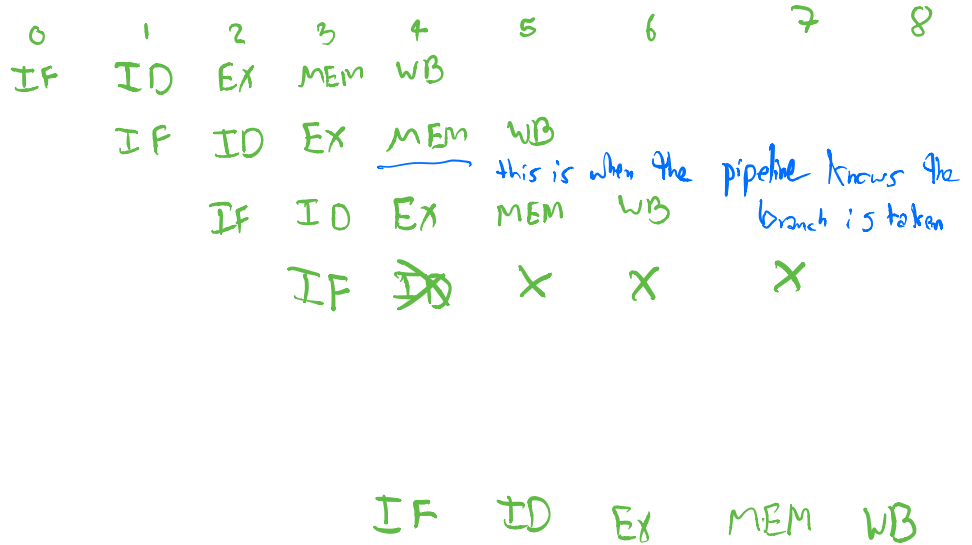 0 1 2 3 4 5 6 7 8
IF ID EX MEM WB
IF ID EX MEM WB
this is when the pipeline knows the
branch is taken
IF ID EX MEM WB
IF ID X X X
IF ID EX MEM WB